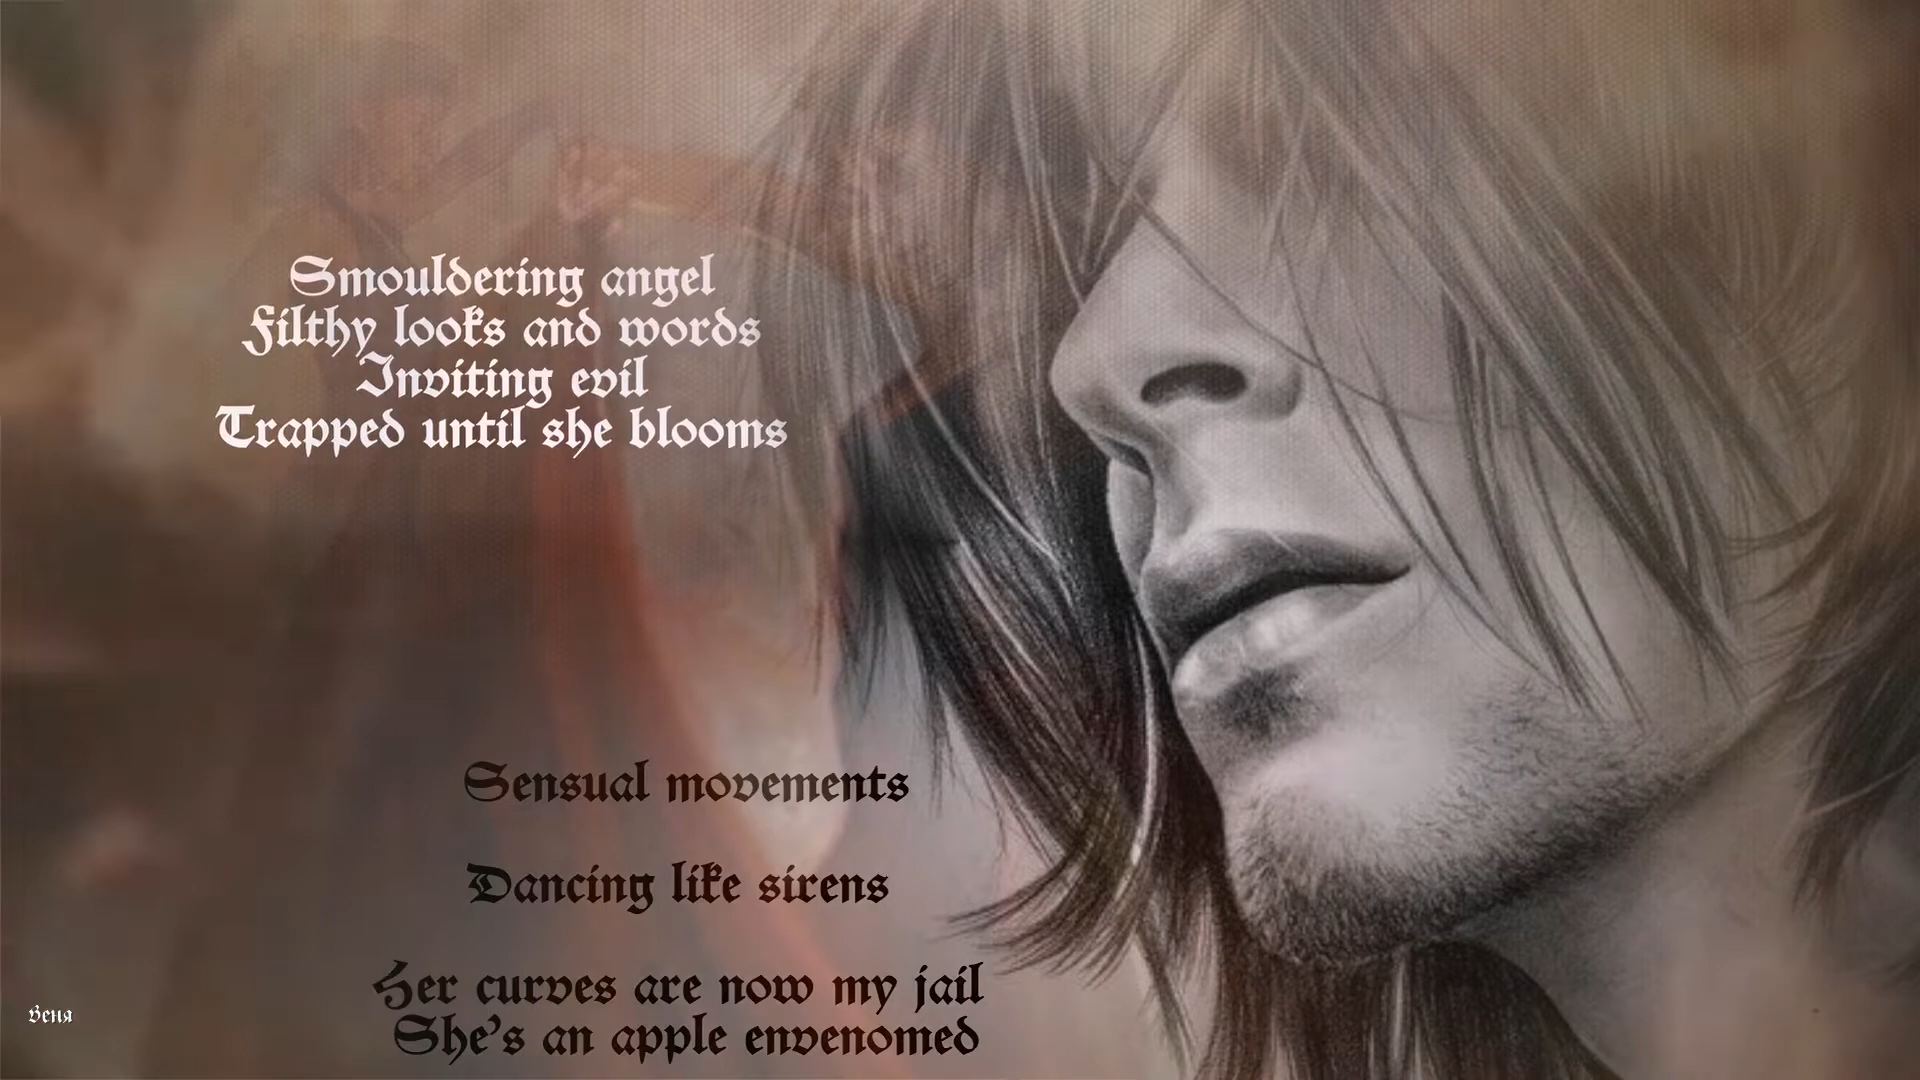 Smouldering angel
Filthy looks and words
Inviting evil
Trapped until she blooms
Sensual movements
Dancing like sirens
Her curves are now my jail
She's an apple envenomed
Веня